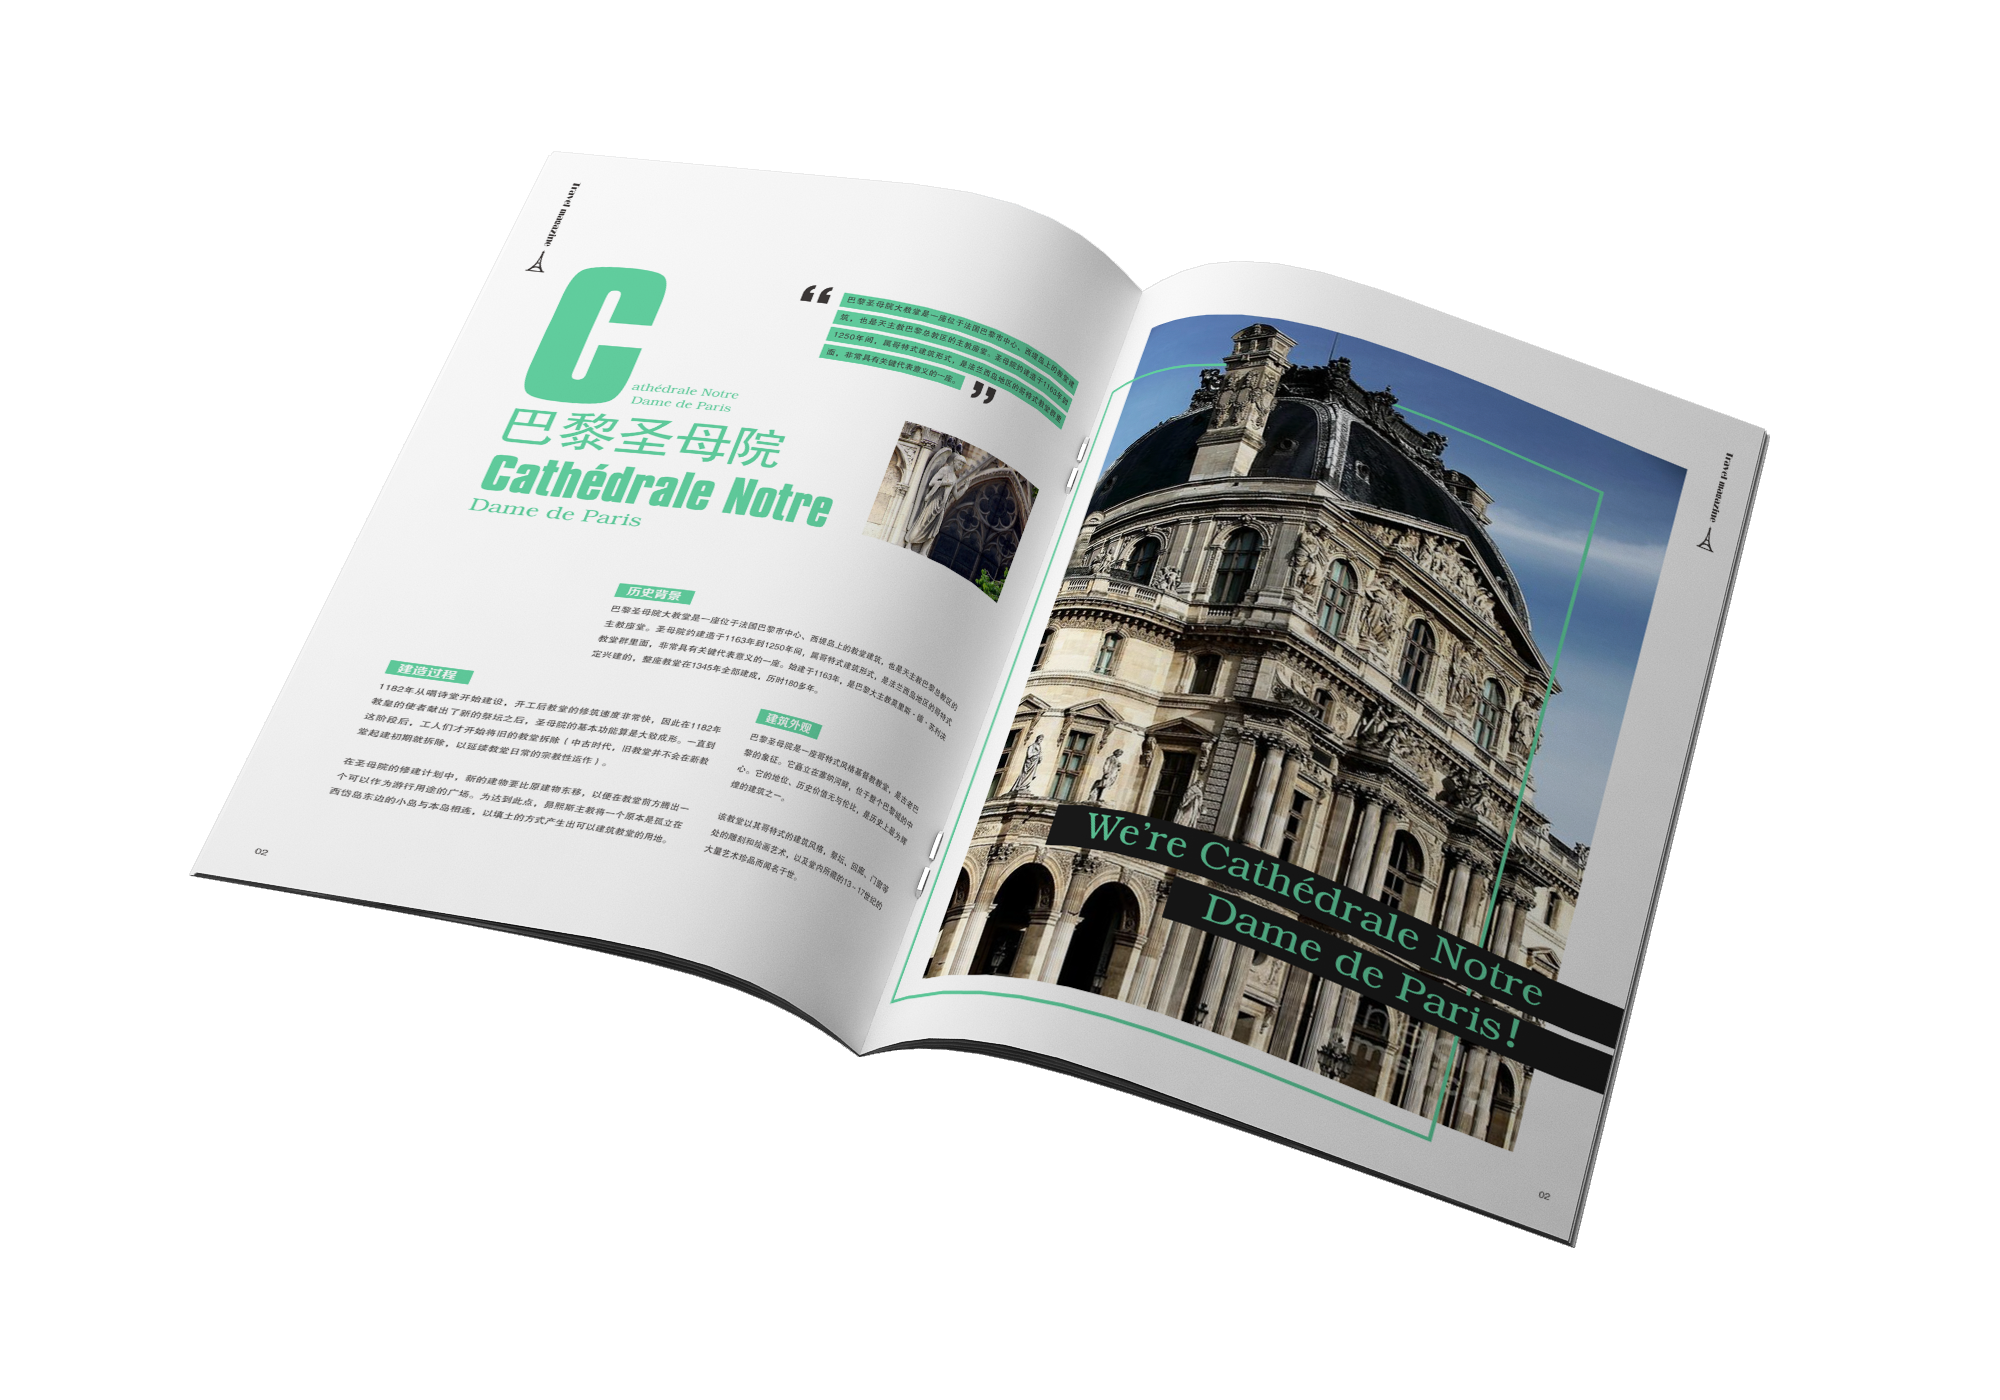 Travel magazine
C
athédrale Notre
Dame de Paris
巴黎圣母院
Cathédrale Notre
Dame de Paris
“
巴黎圣母院大教堂是一座位于法国巴黎市中心、西堤岛上的教堂建
筑，也是天主教巴黎总教区的主教座堂。圣母院约建造于1163年到
1250年间，属哥特式建筑形式，是法兰西岛地区的哥特式教堂群里
面，非常具有关键代表意义的一座。
”
历史背景
巴黎圣母院大教堂是一座位于法国巴黎市中心、西堤岛上的教堂建筑，也是天主教巴黎总教区的
主教座堂。圣母院约建造于1163年到1250年间，属哥特式建筑形式，是法兰西岛地区的哥特式
教堂群里面，非常具有关键代表意义的一座。始建于1163年，是巴黎大主教莫里斯·德·苏利决
定兴建的，整座教堂在1345年全部建成，历时180多年。
建造过程
1182年从唱诗堂开始建设，开工后教堂的修筑速度非常快，因此在1182年
教皇的使者献出了新的祭坛之后，圣母院的基本功能算是大致成形。一直到
这阶段后，工人们才开始将旧的教堂拆除（中古时代，旧教堂并不会在新教
堂起建初期就拆除，以延续教堂日常的宗教性运作）。
在圣母院的修建计划中，新的建物要比原建物东移，以便在教堂前方腾出一
个可以作为游行用途的广场。为达到此点，昂熙斯主教将一个原本是孤立在
西岱岛东边的小岛与本岛相连，以填土的方式产生出可以建筑教堂的用地。
建筑外观
巴黎圣母院是一座哥特式风格基督教教堂，是古老巴
黎的象征。它矗立在塞纳河畔，位于整个巴黎城的中
心。它的地位、历史价值无与伦比，是历史上最为辉
煌的建筑之一。
该教堂以其哥特式的建筑风格，祭坛、回廊、门窗等
处的雕刻和绘画艺术，以及堂内所藏的13-17世纪的
大量艺术珍品而闻名于世。
02
Travel magazine
We're Cathédrale Notre
Dame de Paris!
02